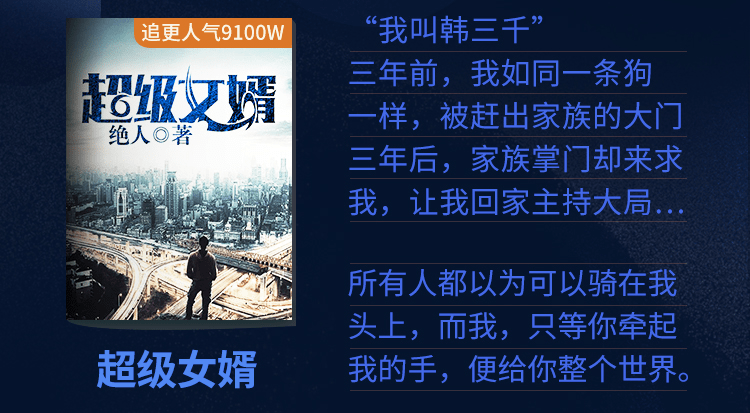 追更人气9100W
超级女婿
绝人◎著
超级女婿
“我叫韩三千”
三年前，我如同一条狗
一样，被赶出家族的大门
三年后，家族掌门却来求
我，让我回家主持大局...
所有人都以为可以骑在我
头上，而我，只等你牵起
我的手，便给你整个世界。